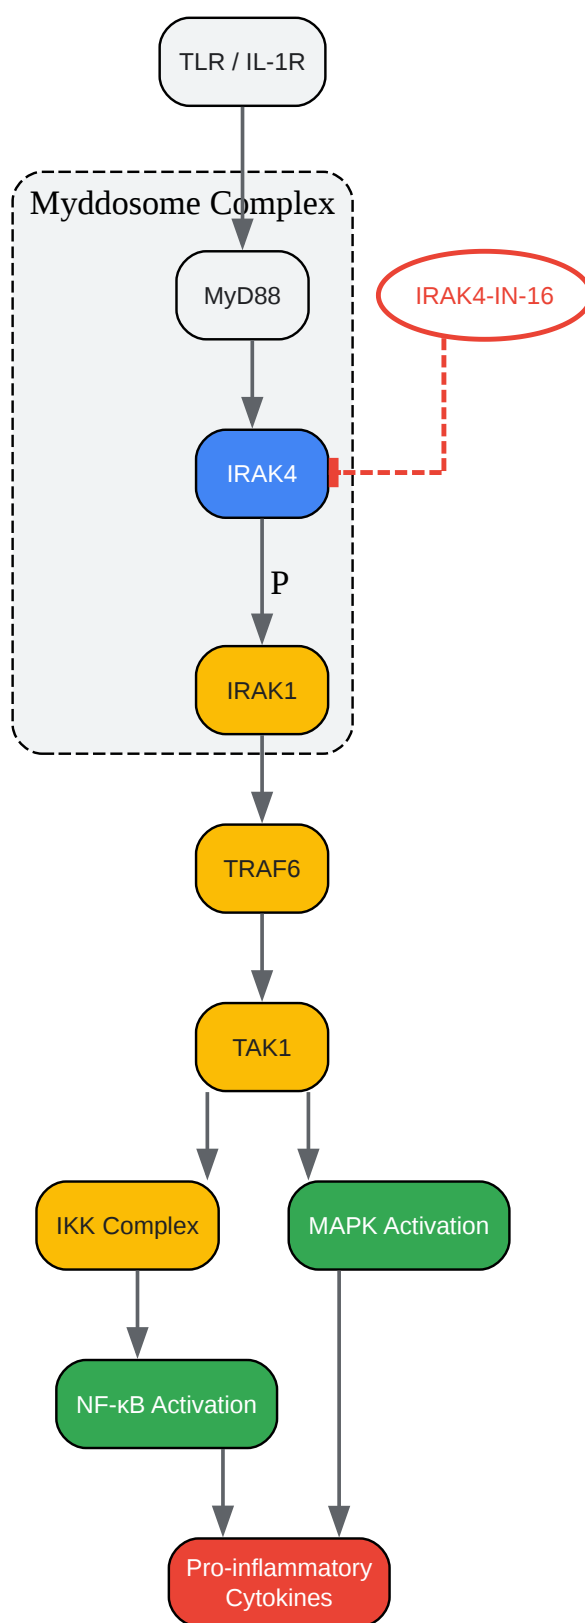 TLR / IL-1R
Myddosome Complex
MyD88
IRAK4-IN-16
IRAK4
P
IRAK1
TRAF6
TAK1
IKK Complex
MAPK Activation
NF-κB Activation
Pro-inflammatory
Cytokines